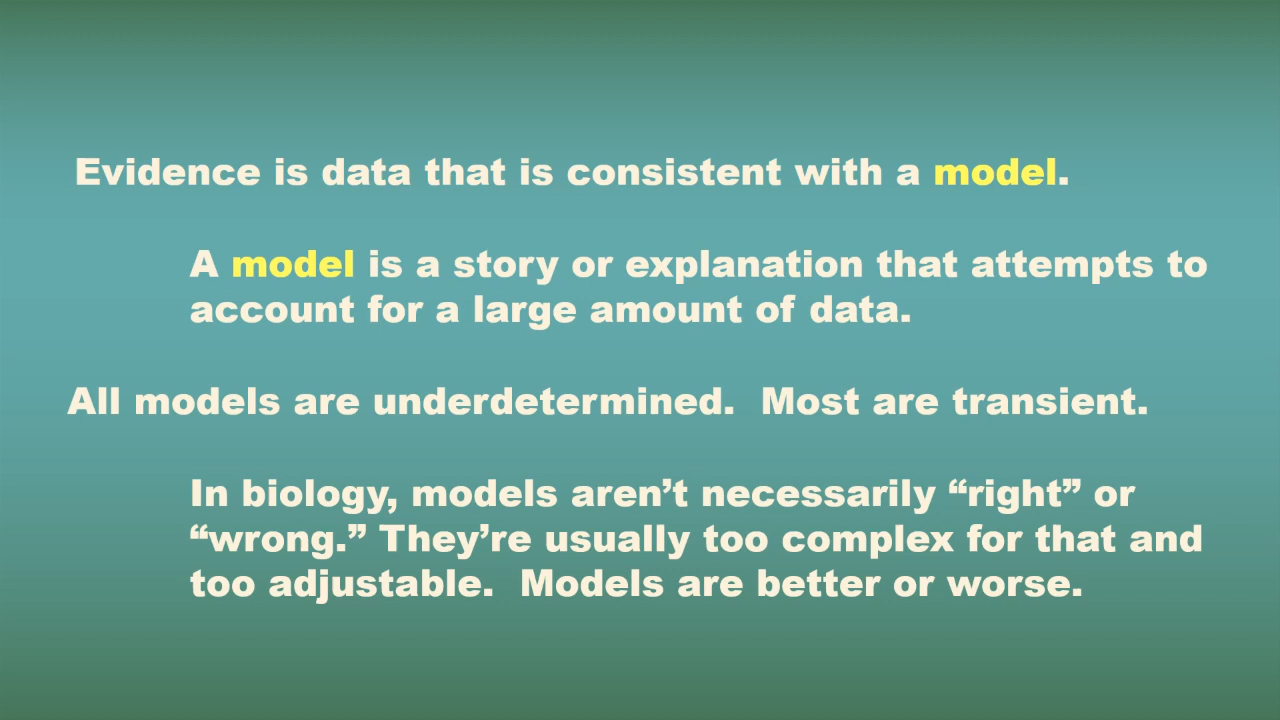 Evidence is data that is consistent with a model.
A model is a story or explanation that attempts to
account for a large amount of data.
All models are underdetermined.  Most are transient.
In biology, models aren’t necessarily “right” or
“wrong.” They’re usually too complex for that and
too adjustable.  Models are better or worse.